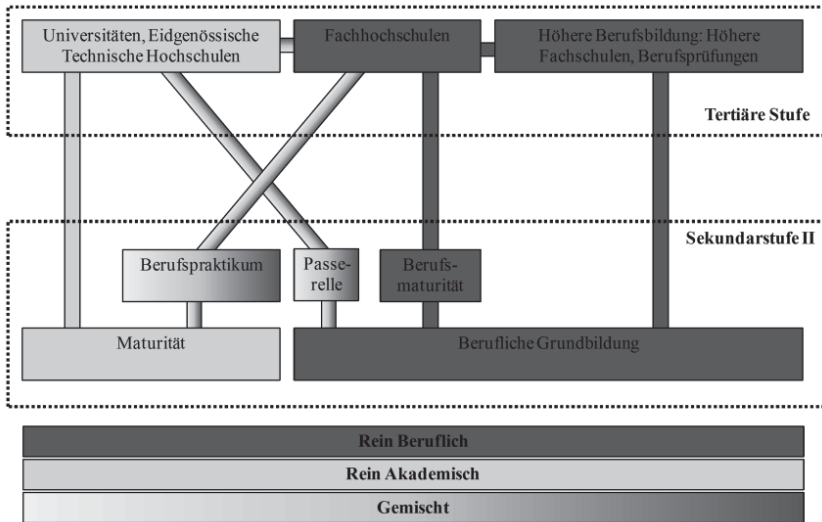 Universitäten, Eidgenössische
Technische Hochschulen
Fachhochschulen
Höhere Berufsbildung: Höhere
Fachschulen, Berufsprüfungen
Tertiäre Stufe
Sekundarstufe II
Berufspraktikum
Passe-
relle
Berufs-
maturität
Maturität
Berufliche Grundbildung
Rein Beruflich
Rein Akademisch
Gemischt